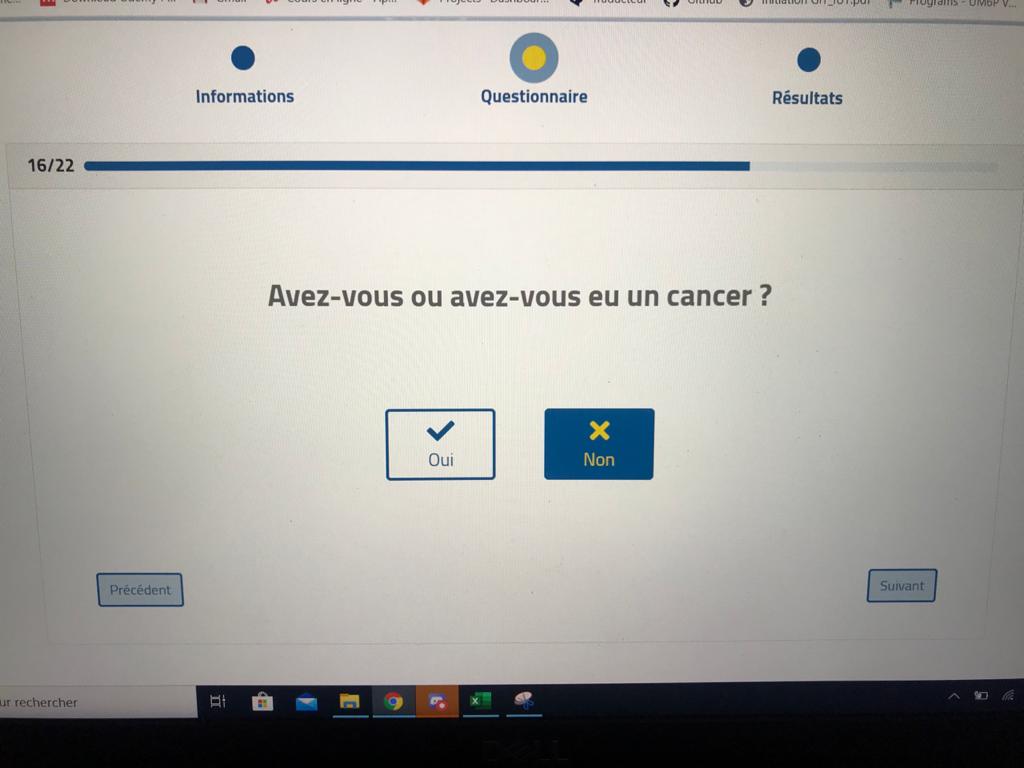 Informations
Questionnaire
Résultats
16/22
Avez-vous ou avez-vous eu un cancer ?
Oui
Non
Précédent
Suivant
ur rechercher
DELL